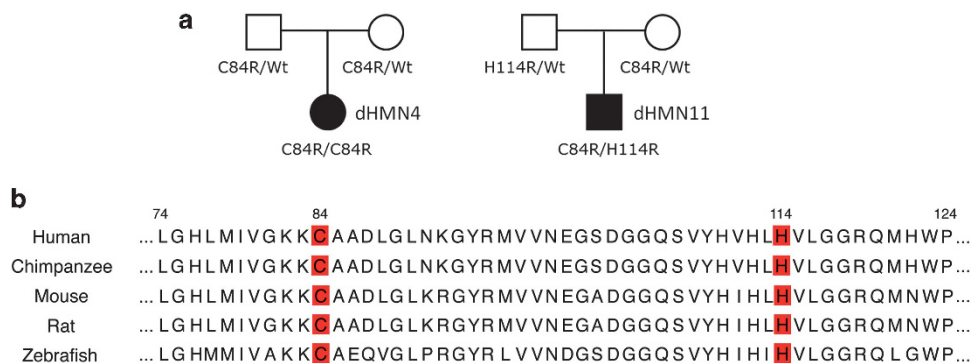 a
C84R/Wt C84R/Wt H114R/Wt C84R/Wt
dHMN4 dHMN11
C84R/C84R C84R/H114R
b
74 84 114 124
Human ...LGHLMIVGKKCAADLGLNKGYRMVVNEGSDGGQSVYHVHLHVLGGRQMHWP...
Chimpanzee ...LGHLMIVGKKCAADLGLNKGYRMVVNEGSDGGQSVYHVHLHVLGGRQMHWP...
Mouse ...LGHLMIVGKKCAADLGLKRGYRMVVNEGADGGQSVYHIHLHVLGGRQMNWP...
Rat ...LGHLMIVGKKCAADLGLKRGYRMVVNEGADGGQSVYHIHLHVLGGRQMNWP...
Zebrafish ...LGHMMIVAKKCAEQVGLPRGYRLVVNDGSDGGQSVYHIHLHVLGGRQLGWP...